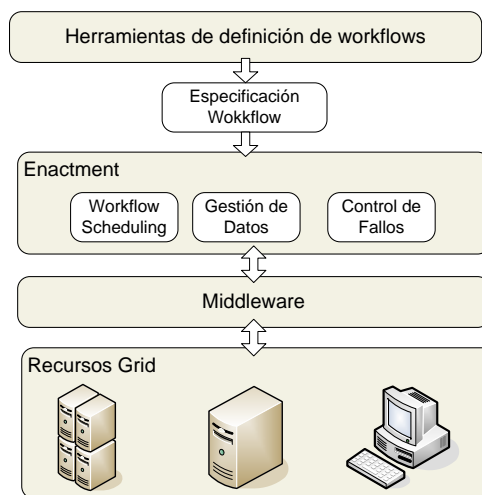 Herramientas de definición de workflows
Especificación
Wokkflow
Enactment
Workflow
Scheduling
Gestión de
Datos
Control de
Fallos
Middleware
Recursos Grid